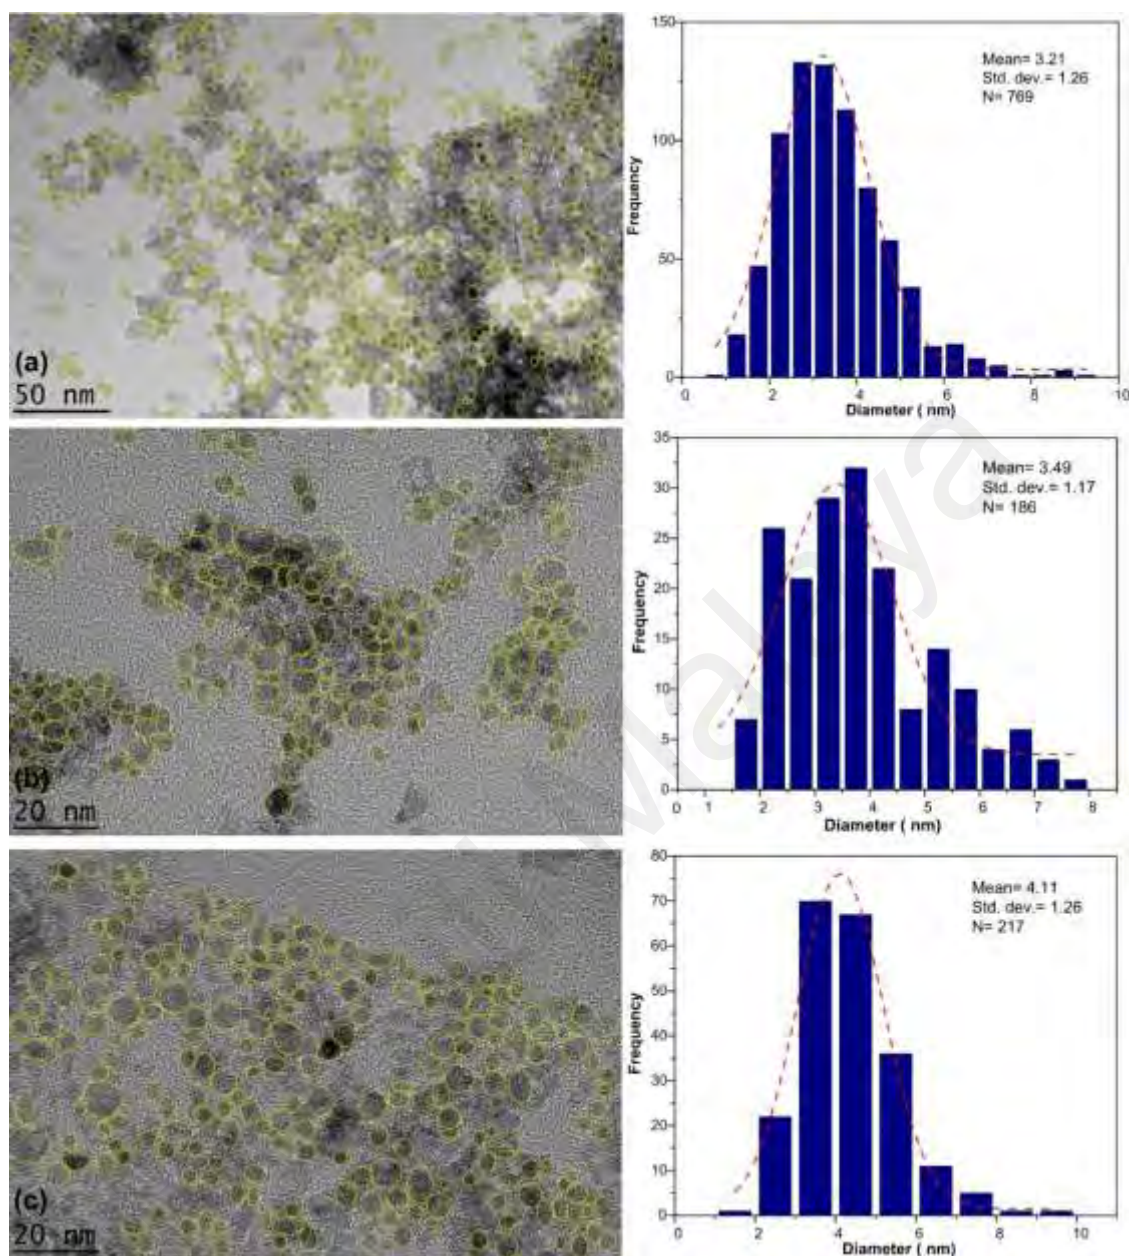 (a)
50 nm
150
100
50
0
Frequency
Mean= 3.21
Std. dev.= 1.26
N= 769
0 2 4 6 8 10
Diameter ( nm)
(b)
20 nm
35
30
25
20
15
10
5
0
Frequency
Mean= 3.49
Std. dev.= 1.17
N= 186
0 1 2 3 4 5 6 7 8
Diameter ( nm)
(c)
20 nm
80
70
60
50
40
30
20
10
0
Frequency
Mean= 4.11
Std. dev.= 1.26
N= 217
0 2 4 6 8 10
Diameter ( nm)
Malaya